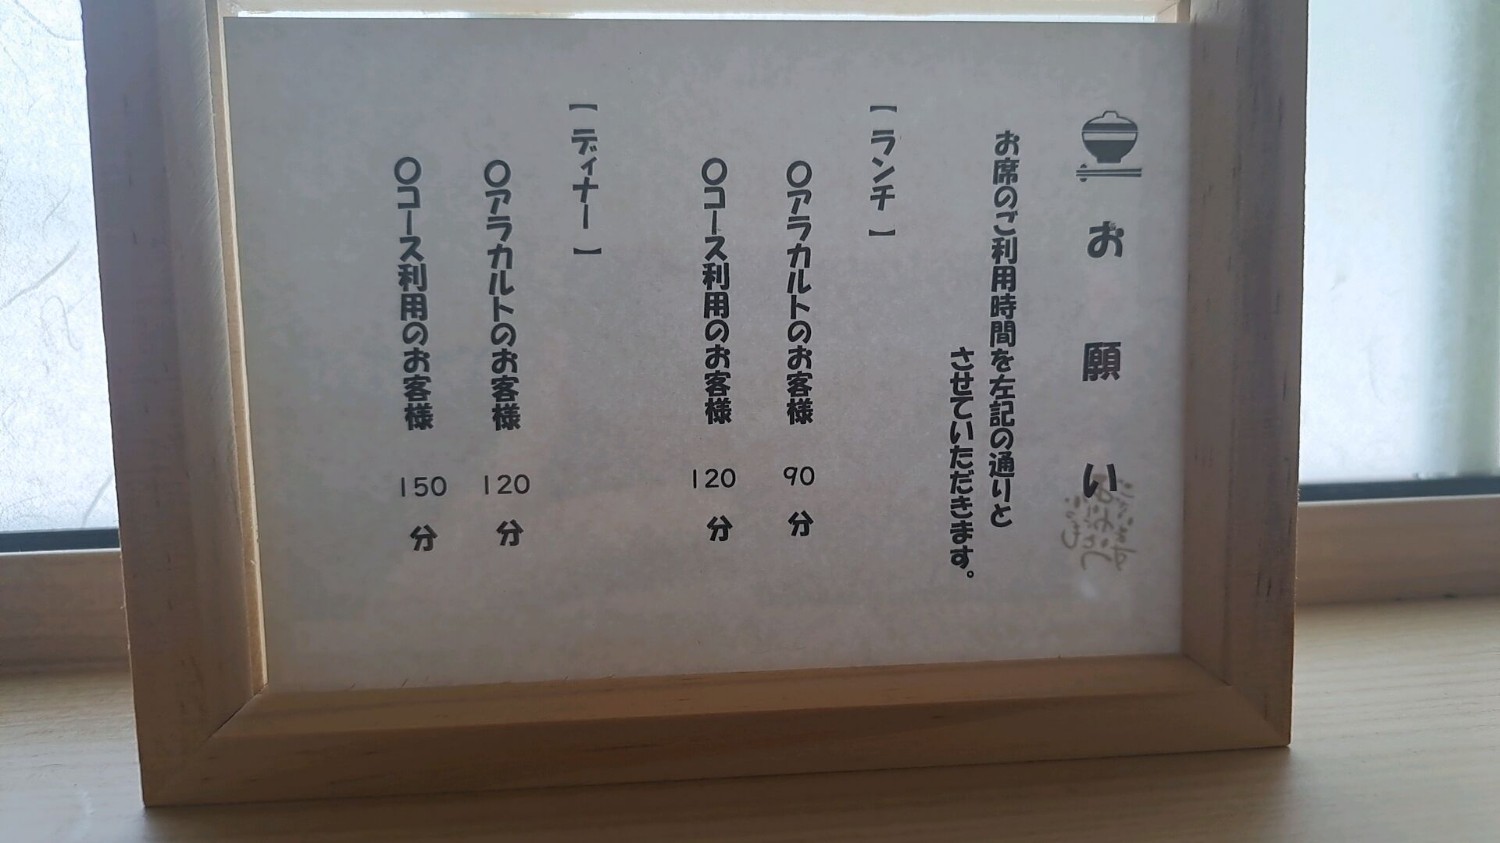 お願い
お席のご利用時間を左記の通りと
させていただきます。
【ランチ】
〇アラカルトのお客様 90分
〇コース利用のお客様 120分
【ディナー】
〇アラカルトのお客様 120分
〇コース利用のお客様 150分